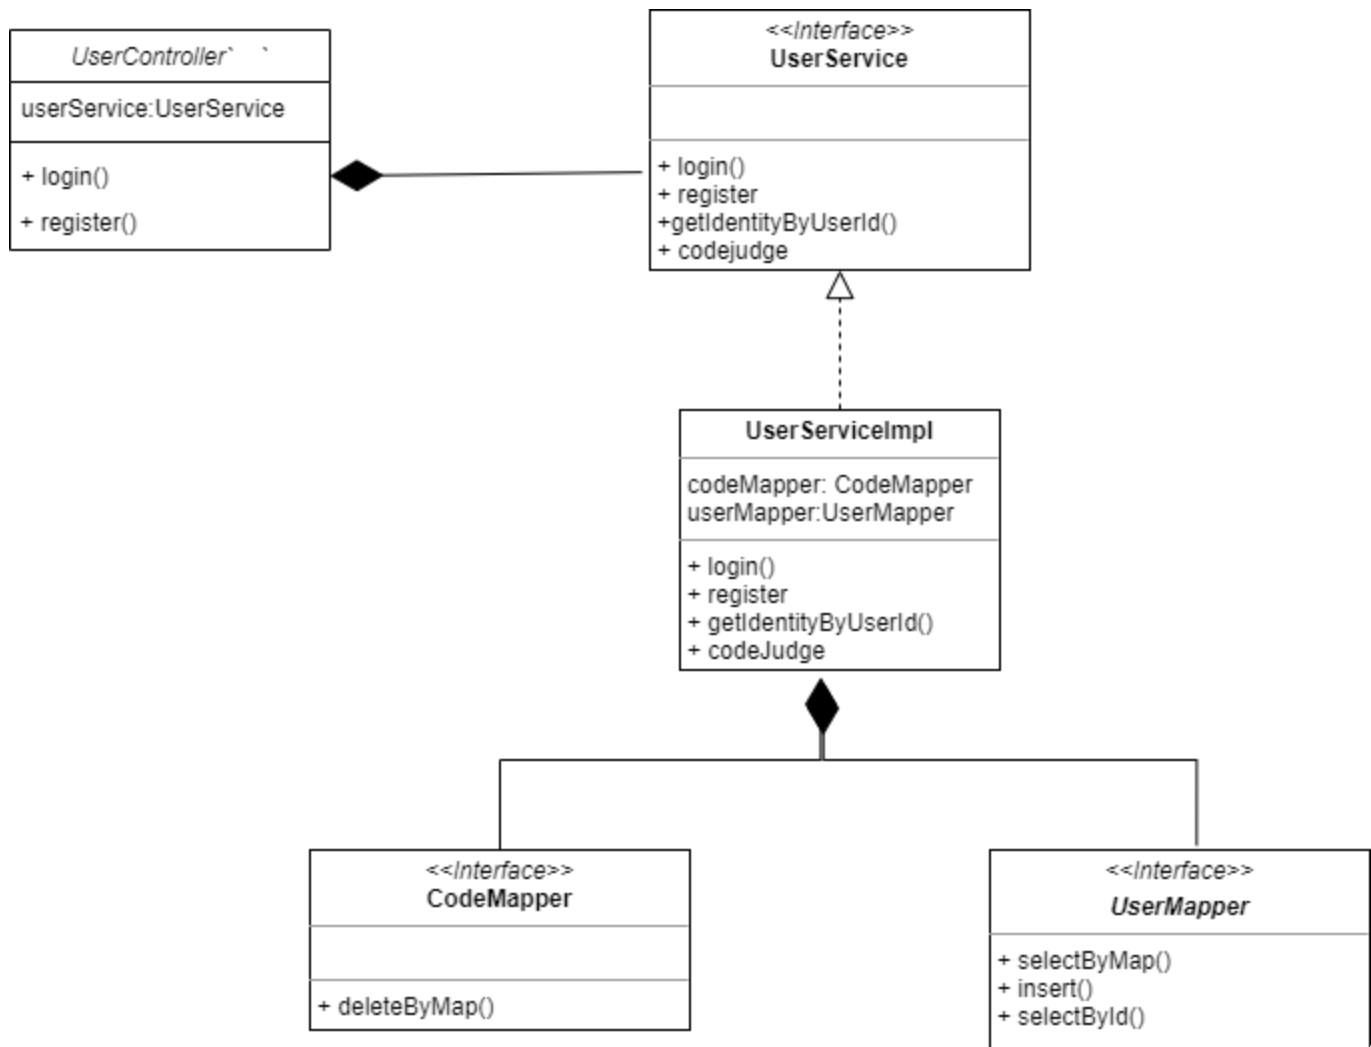 UserController` `
userService:UserService
+ login()
+ register()
<<Interface>>
UserService
+ login()
+ register
+getIdentityByUserId()
+ codejudge
UserServiceImpl
codeMapper: CodeMapper
userMapper:UserMapper
+ login()
+ register
+ getIdentityByUserId()
+ codeJudge
<<Interface>>
CodeMapper
+ deleteByMap()
<<Interface>>
UserMapper
+ selectByMap()
+ insert()
+ selectById()